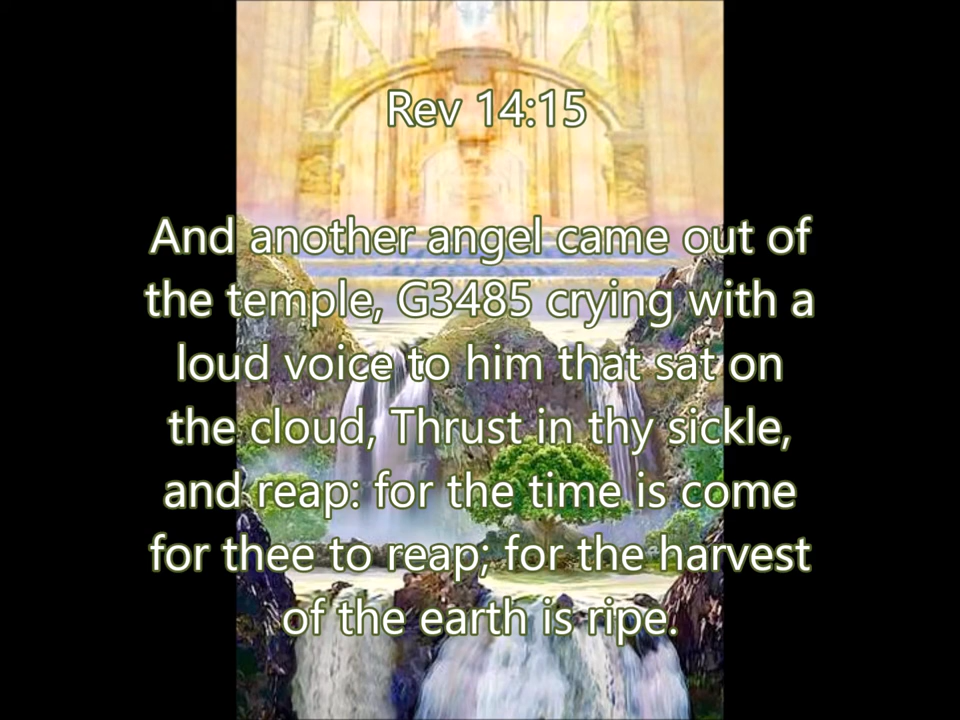 Rev 14:15
And another angel came out of
the temple, G3485 crying with a
loud voice to him that sat on
the cloud, Thrust in thy sickle,
and reap: for the time is come
for thee to reap; for the harvest
of the earth is ripe.